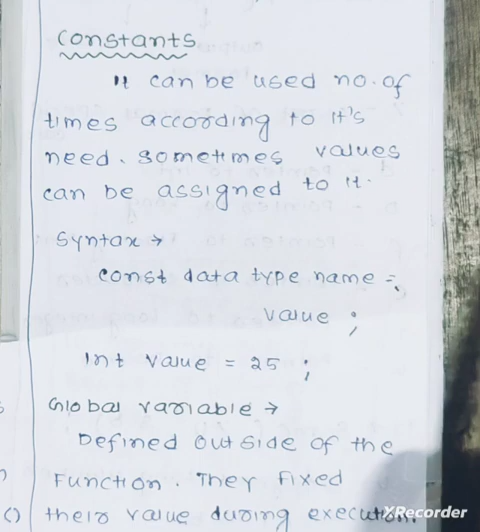 Constants
It can be used no. of
times according to it's
need. sometimes values
can be assigned to it.
Syntax →
const data type name =
value ;
int value = 25 ;
Global variable →
Defined outside of the
Function. They fixed
() their value during execution.
XRecorder